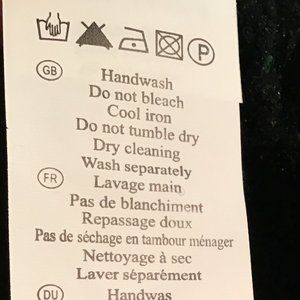 P
GB
Handwash
Do not bleach
Cool iron
Do not tumble dry
Dry cleaning
Wash separately
FR
Lavage main
Pas de blanchiment
Repassage doux
Pas de séchage en tambour ménager
Nettoyage à sec
Laver séparément
DU
Handwas